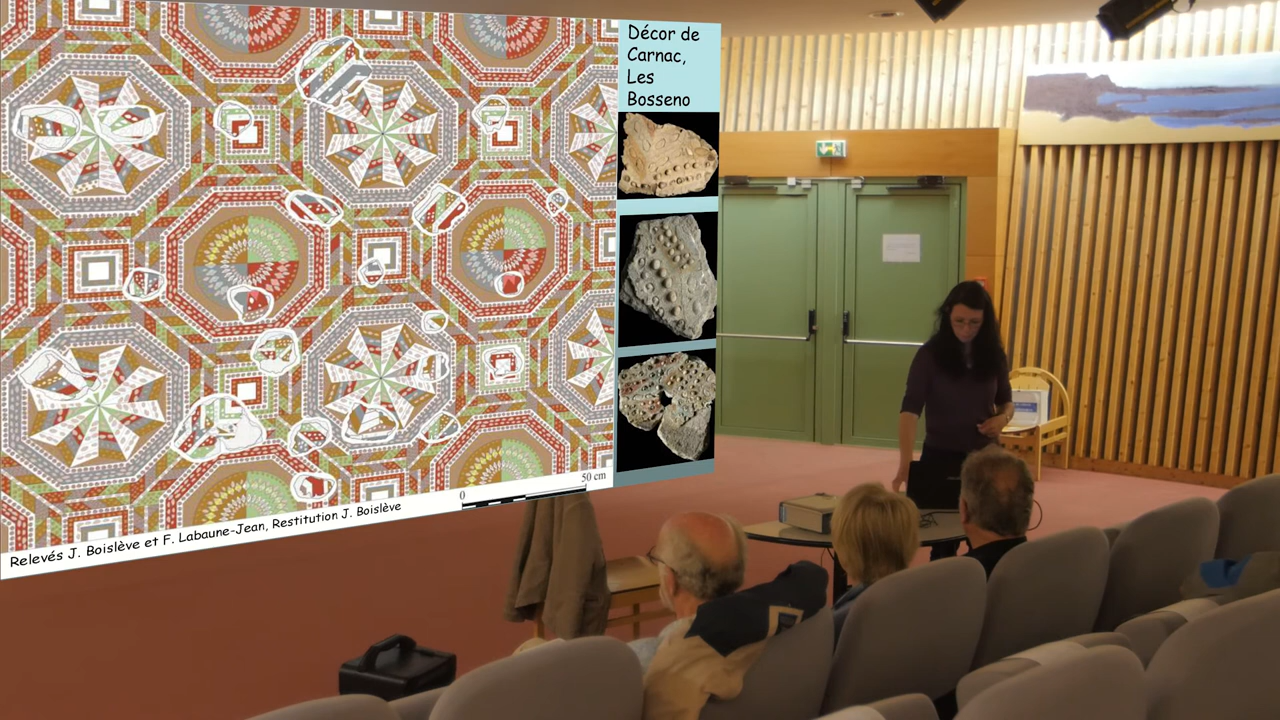 Décor de
Carnac,
Les
Bosseno
0 50 cm
Relevés J. Boislève et F. Labaune-Jean, Restitution J. Boislève